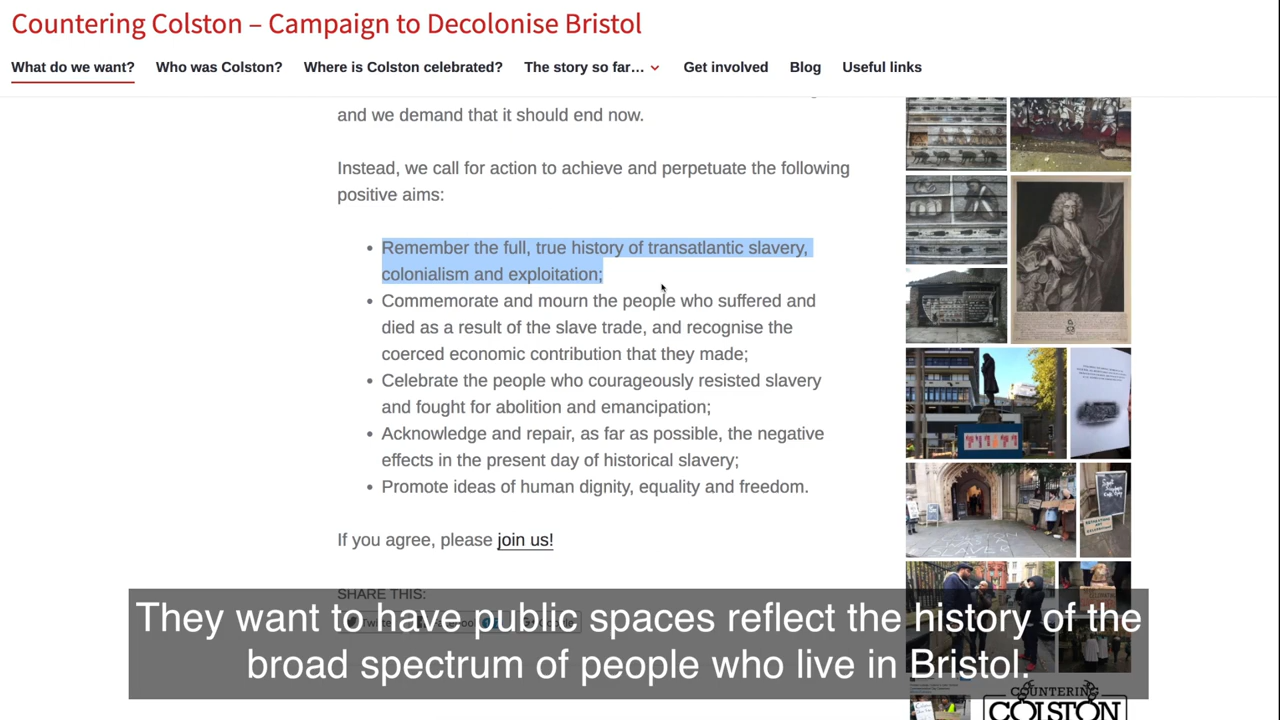 Countering Colston – Campaign to Decolonise Bristol
What do we want? Who was Colston? Where is Colston celebrated? The story so far... Get involved Blog Useful links
and we demand that it should end now.
Instead, we call for action to achieve and perpetuate the following
positive aims:
Remember the full, true history of transatlantic slavery,
colonialism and exploitation;
Commemorate and mourn the people who suffered and
died as a result of the slave trade, and recognise the
coerced economic contribution that they made;
Celebrate the people who courageously resisted slavery
and fought for abolition and emancipation;
Acknowledge and repair, as far as possible, the negative
effects in the present day of historical slavery;
Promote ideas of human dignity, equality and freedom.
If you agree, please join us!
SHARE THIS:
They want to have public spaces reflect the history of the
broad spectrum of people who live in Bristol.
COUNTERING
COLSTON